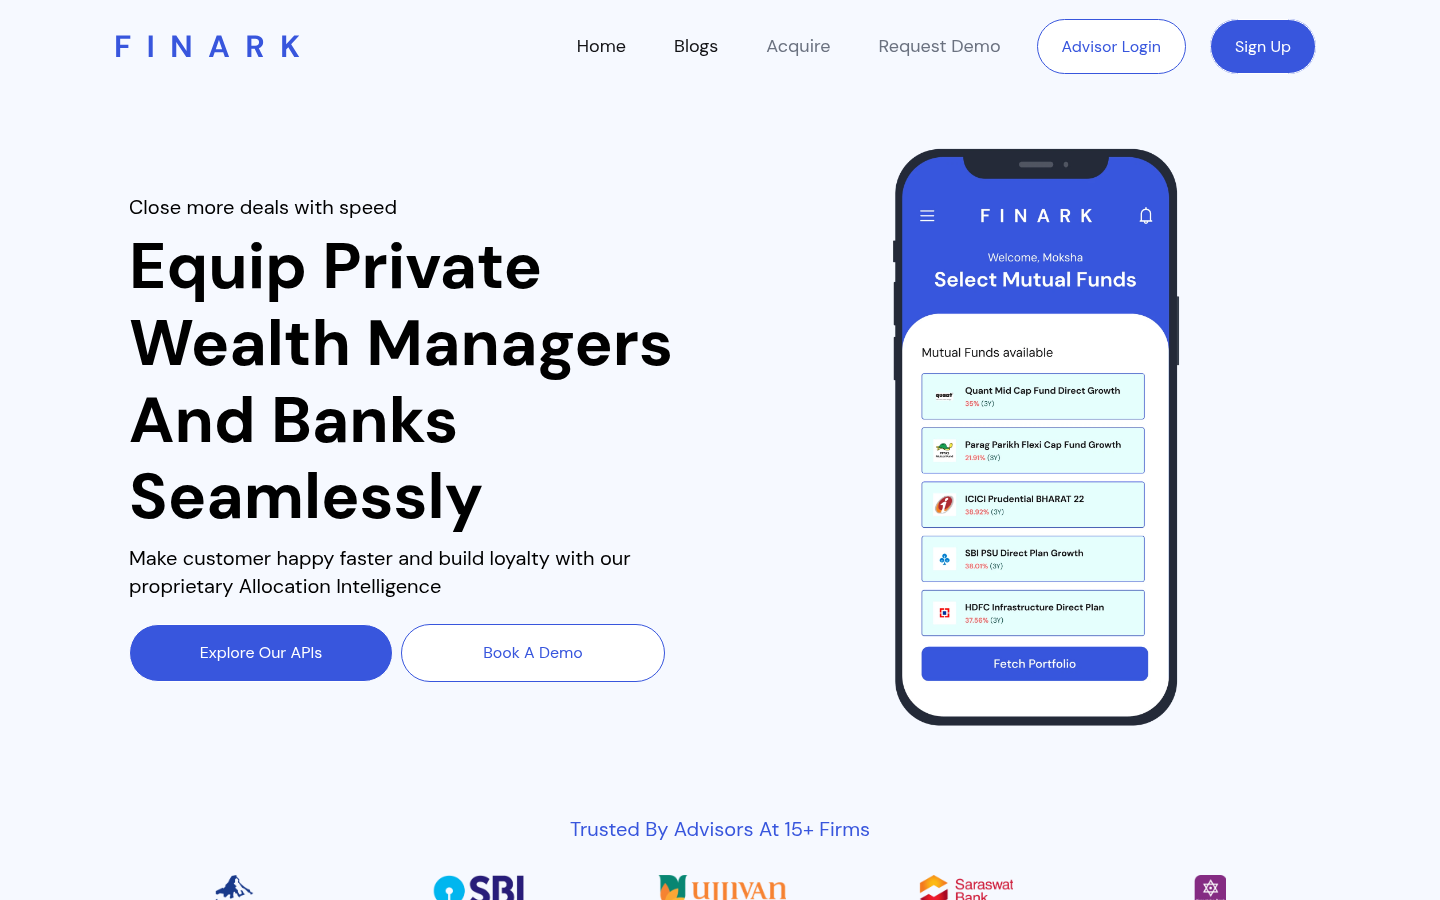 FINARK
Home
Blogs
Acquire
Request Demo
Advisor Login
Sign Up
Close more deals with speed
Equip Private
Wealth Managers
And Banks
Seamlessly
Make customer happy faster and build loyalty with our
proprietary Allocation Intelligence
Explore Our APIs
Book A Demo
FINARK
Welcome, Moksha
Select Mutual Funds
Mutual Funds available
quant
Quant Mid Cap Fund Direct Growth
35% (3Y)
Parag Parikh Flexi Cap Fund Growth
21.91% (3Y)
ICICI Prudential BHARAT 22
38.92% (3Y)
SBI PSU Direct Plan Growth
38.01% (3Y)
HDFC Infrastructure Direct Plan
37.56% (3Y)
Fetch Portfolio
Trusted By Advisors At 15+ Firms
SBI
ujjivan
Saraswat
Bank